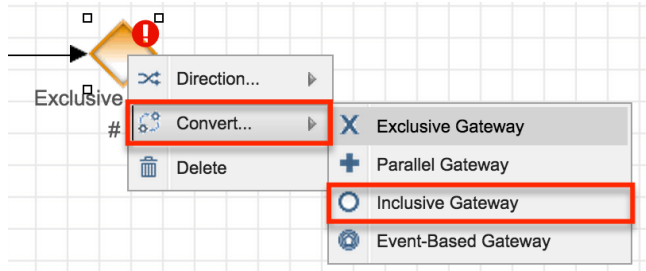 Exclusive
#
Direction...
Convert...
Delete
Exclusive Gateway
Parallel Gateway
Inclusive Gateway
Event-Based Gateway